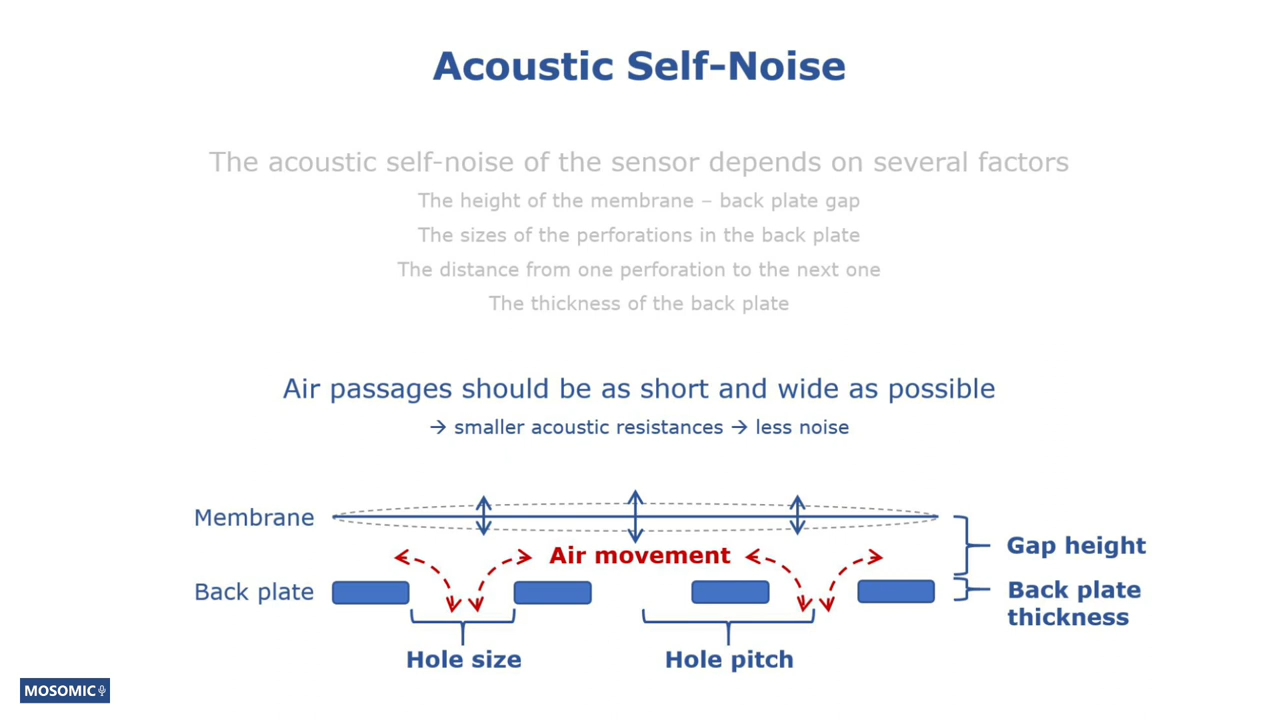 Acoustic Self-Noise
The acoustic self-noise of the sensor depends on several factors
The height of the membrane – back plate gap
The sizes of the perforations in the back plate
The distance from one perforation to the next one
The thickness of the back plate
Air passages should be as short and wide as possible
→ smaller acoustic resistances → less noise
Membrane
Gap height
Air movement
Back plate
Back plate
thickness
Hole size
Hole pitch
MOSOMIC